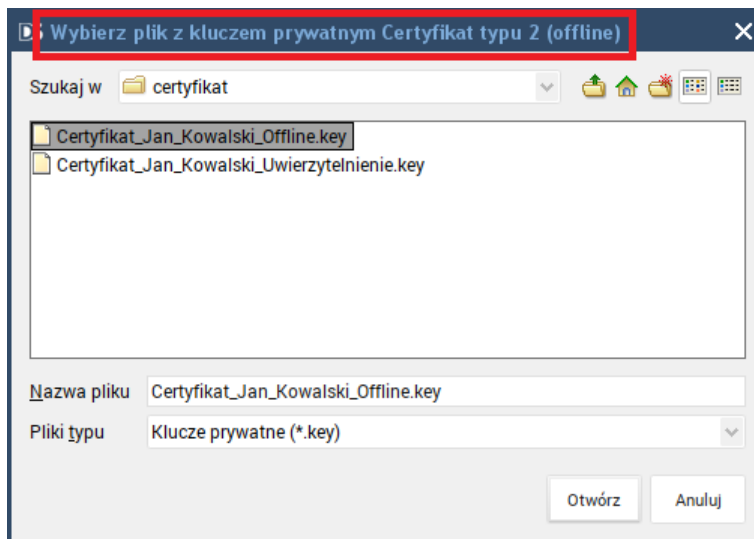 Wybierz plik z kluczem prywatnym Certyfikat typu 2 (offline)
Szukaj w certyfikat
Certyfikat_Jan_Kowalski_Offline.key
Certyfikat_Jan_Kowalski_Uwierzytelnienie.key
Nazwa pliku Certyfikat_Jan_Kowalski_Offline.key
Pliki typu Klucze prywatne (*.key)
Otwórz Anuluj